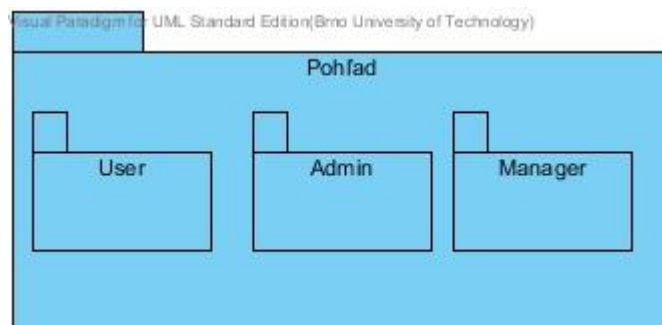 Visual Paradigm for UML Standard Edition(Brno University of Technology)
Pohľad
User
Admin
Manager